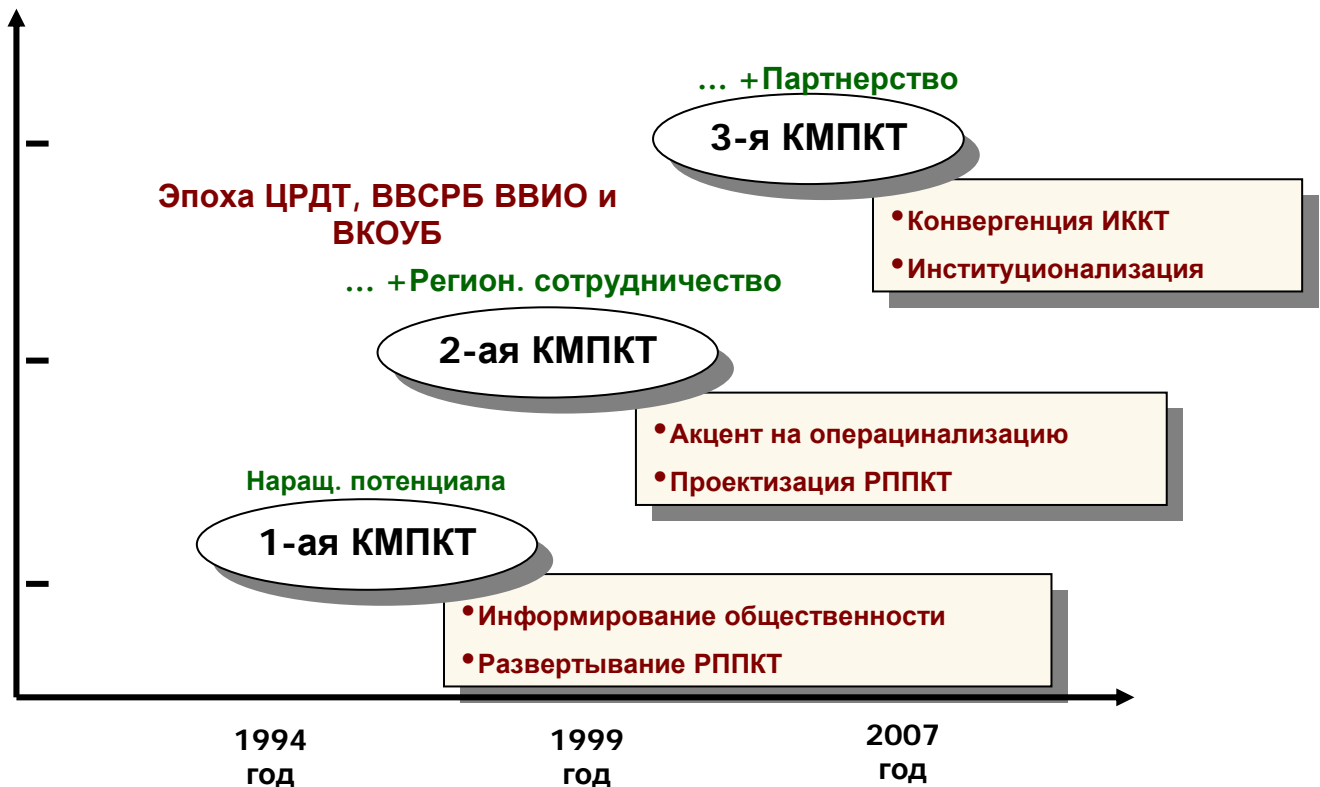 ... +Партнерство
3-я КМПКТ
Эпоха ЦРДТ, ВВСРБ ВВИО и
ВКОУБ
•Конвергенция ИККТ
•Институционализация
... +Регион. сотрудничество
2-ая КМПКТ
•Акцент на операцинализацию
•Проектизация РППКТ
Наращ. потенциала
1-ая КМПКТ
•Информирование общественности
•Развертывание РППКТ
1994
год
1999
год
2007
год